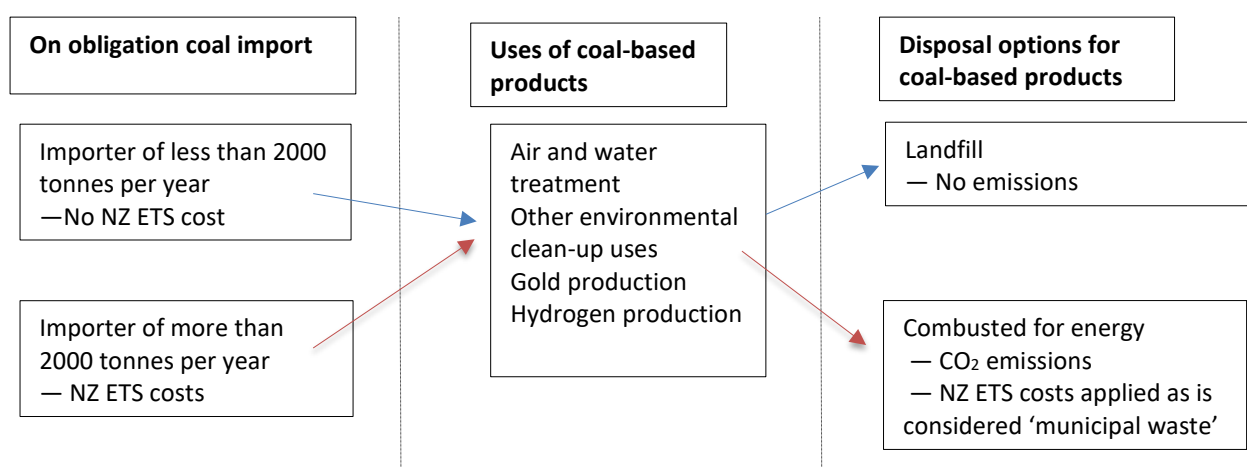 On obligation coal import
Importer of less than 2000
tonnes per year
—No NZ ETS cost
Importer of more than
2000 tonnes per year
— NZ ETS costs
Uses of coal-based
products
Air and water
treatment
Other environmental
clean-up uses
Gold production
Hydrogen production
Disposal options for
coal-based products
Landfill
— No emissions
Combusted for energy
— CO₂ emissions
— NZ ETS costs applied as is
considered ‘municipal waste’